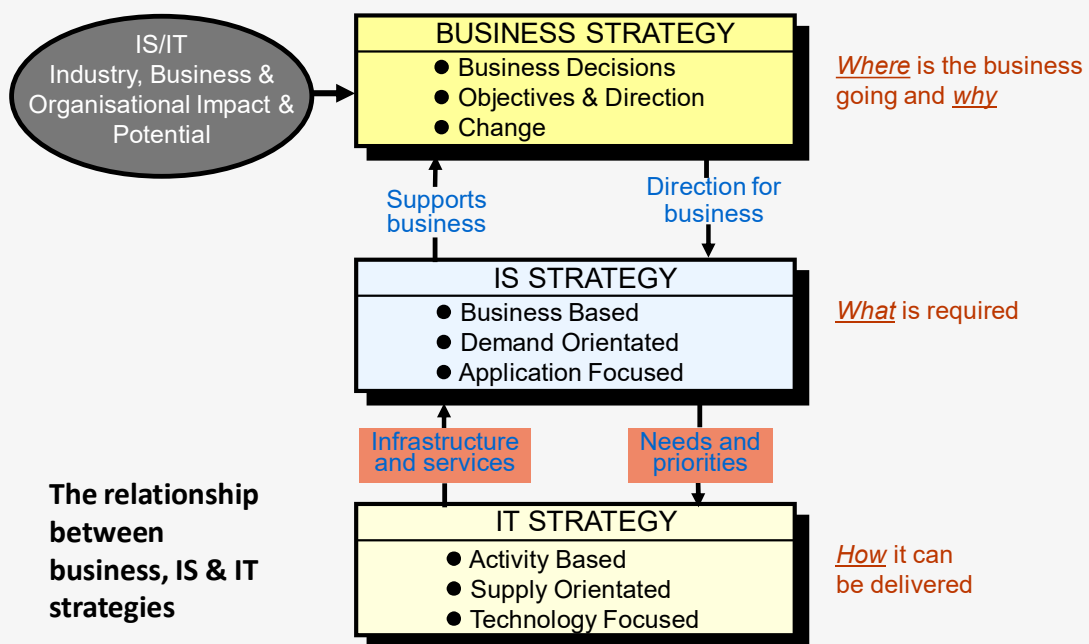 IS/IT
Industry, Business &
Organisational Impact &
Potential
BUSINESS STRATEGY
● Business Decisions
● Objectives & Direction
● Change
Where is the business
going and why
Supports
business
Direction for
business
IS STRATEGY
● Business Based
● Demand Orientated
● Application Focused
What is required
Infrastructure
and services
Needs and
priorities
The relationship
between
business, IS & IT
strategies
IT STRATEGY
● Activity Based
● Supply Orientated
● Technology Focused
How it can
be delivered